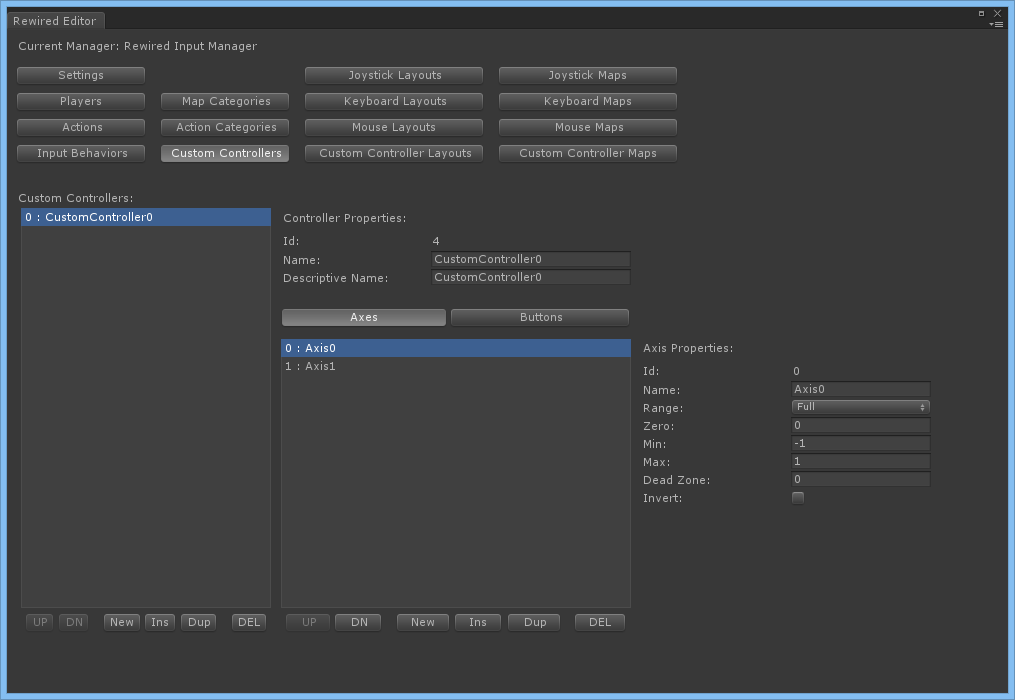 Rewired Editor
Current Manager: Rewired Input Manager
Settings Joystick Layouts Joystick Maps
Players Map Categories Keyboard Layouts Keyboard Maps
Actions Action Categories Mouse Layouts Mouse Maps
Input Behaviors Custom Controllers Custom Controller Layouts Custom Controller Maps
Custom Controllers:
0 : CustomController0
Controller Properties:
Id: 4
Name: CustomController0
Descriptive Name: CustomController0
Axes Buttons
0 : Axis0
1 : Axis1
Axis Properties:
Id: 0
Name: Axis0
Range: Full
Zero: 0
Min: -1
Max: 1
Dead Zone: 0
Invert:
UP DN New Ins Dup DEL
UP DN New Ins Dup DEL